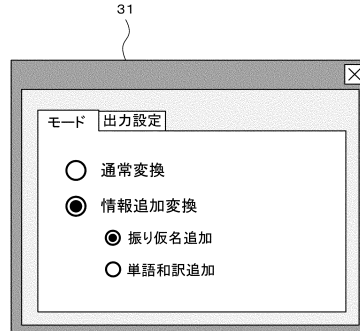 31
モード 出力設定
通常変換
情報追加変換
振り仮名追加
単語和訳追加